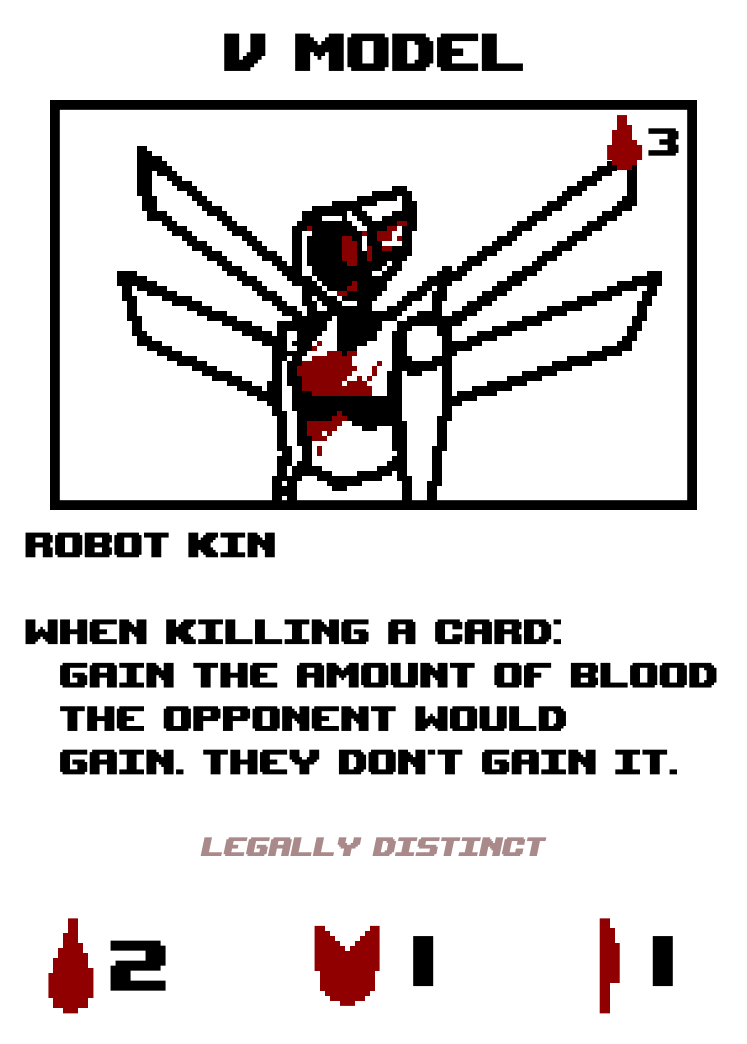 V MODEL
3
ROBOT KIN
WHEN KILLING A CARD:
GAIN THE AMOUNT OF BLOOD
THE OPPONENT WOULD
GAIN. THEY DON'T GAIN IT.
LEGALLY DISTINCT
2 1 1